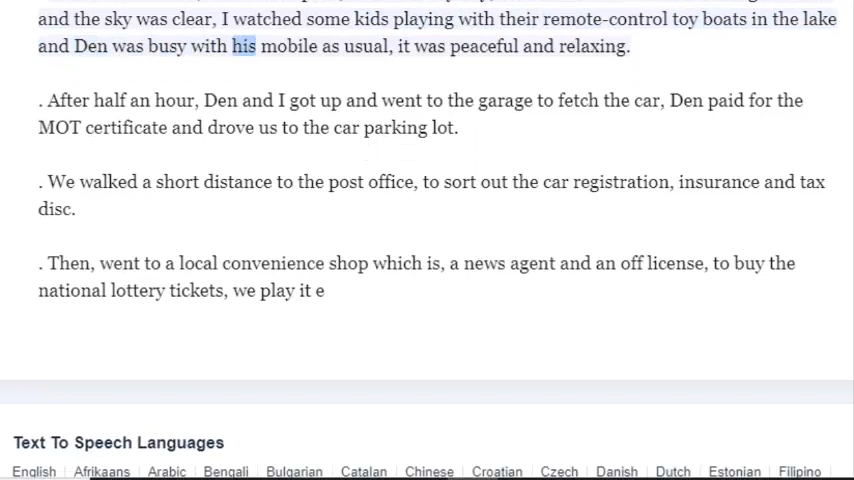 and the sky was clear, I watched some kids playing with their remote-control toy boats in the lake
and Den was busy with his mobile as usual, it was peaceful and relaxing.
. After half an hour, Den and I got up and went to the garage to fetch the car, Den paid for the
MOT certificate and drove us to the car parking lot.
. We walked a short distance to the post office, to sort out the car registration, insurance and tax
disc.
. Then, went to a local convenience shop which is, a news agent and an off license, to buy the
national lottery tickets, we play it e
Text To Speech Languages
English Afrikaans Arabic Bengali Bulgarian Catalan Chinese Croatian Czech Danish Dutch Estonian Filipino